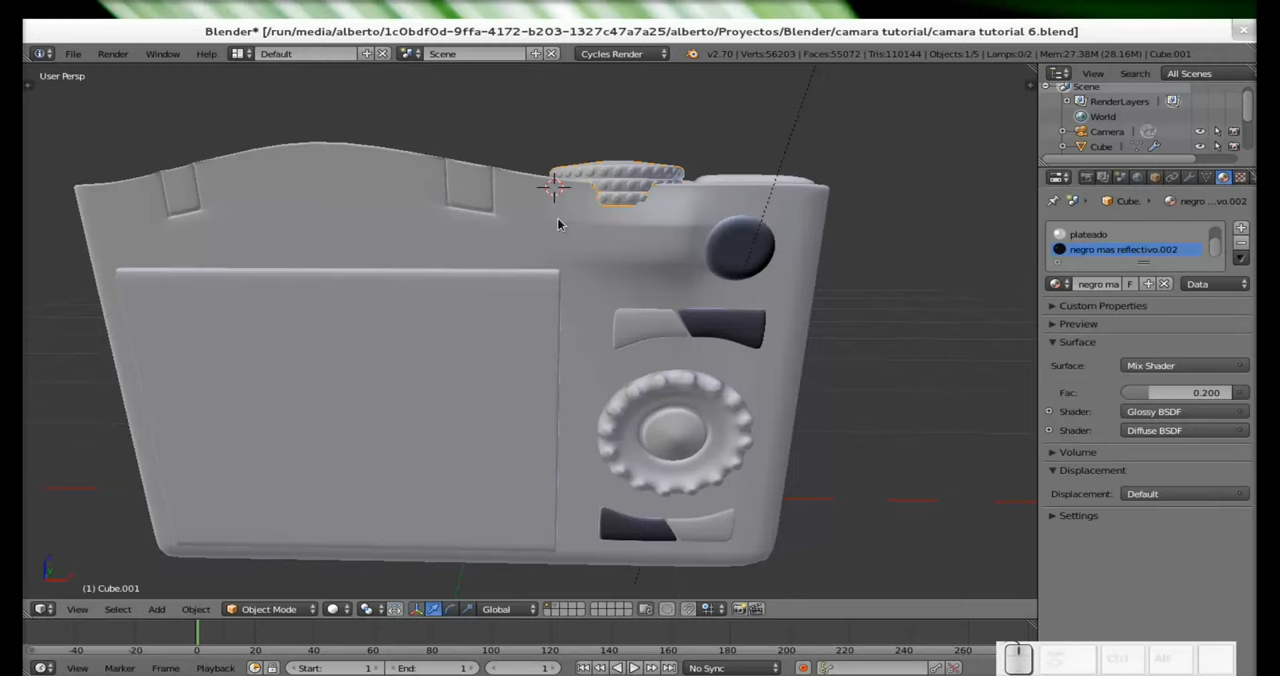 Blender* [/run/media/alberto/1c0bdf0d-9ffa-4172-b203-1327c47a7a25/alberto/Proyectos/Blender/camara tutorial/camara tutorial 6.blend]
File Render Window Help Default Scene Cycles Render v2.70 | Verts:56203 | Faces:55072 | Tris:110144 | Objects:1/5 | Lamps:0/2 | Mem:27.38M (28.16M) | Cube.001
User Persp
View Search All Scenes
Scene
RenderLayers
World
Camera
Cube
Cube. negro ...vo.002
plateado
negro mas reflectivo.002
negro ma F Data
Custom Properties
Preview
Surface
Surface: Mix Shader
Fac: 0.200
Shader: Glossy BSDF
Shader: Diffuse BSDF
Volume
Displacement
Displacement: Default
Settings
(1) Cube.001
View Select Add Object Object Mode Global
-40 -20 0 20 40 60 80 100 120 140 160 180 200 220 240 260
View Marker Frame Playback Start: 1 End: 1 1 No Sync
Ctrl Alt